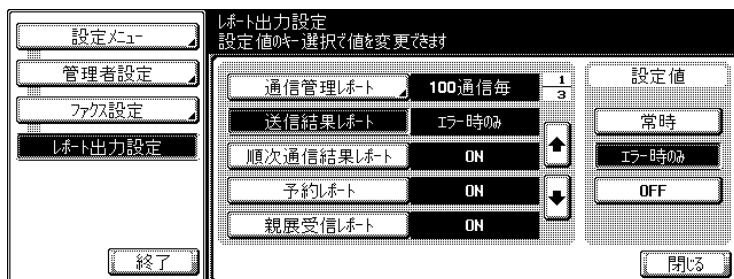 設定メニュー
管理者設定
ファクス設定
レポート出力設定
終了
レポート出力設定
設定値のキー選択で値を変更できます
通信管理レポート 100通信毎
送信結果レポート エラー時のみ
順次通信結果レポート ON
予約レポート ON
親展受信レポート ON
1
3
設定値
常時
エラー時のみ
OFF
閉じる